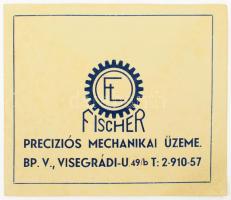 FL
FISCHER
PRECIZIÓS MECHANIKAI ÜZEME.
BP. V., VISEGRÁDI-U 49/b T: 2-910-57